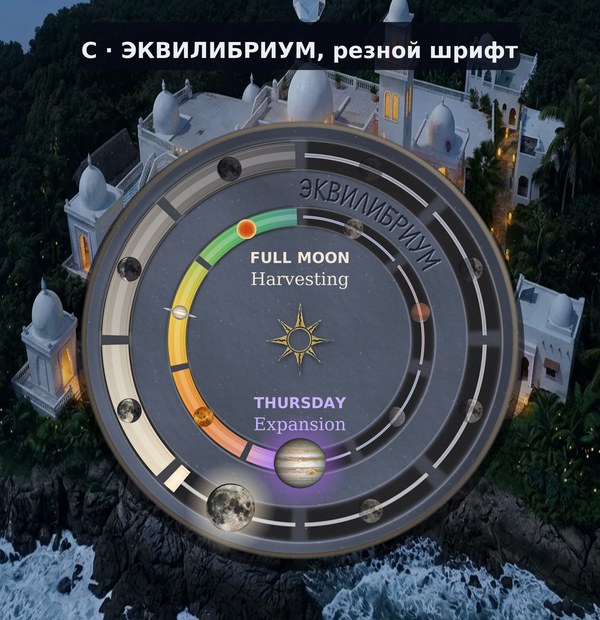 С · ЭКВИЛИБРИУМ, резной шрифт
ЭКВИЛИБРИУМ
FULL MOON
Harvesting
THURSDAY
Expansion